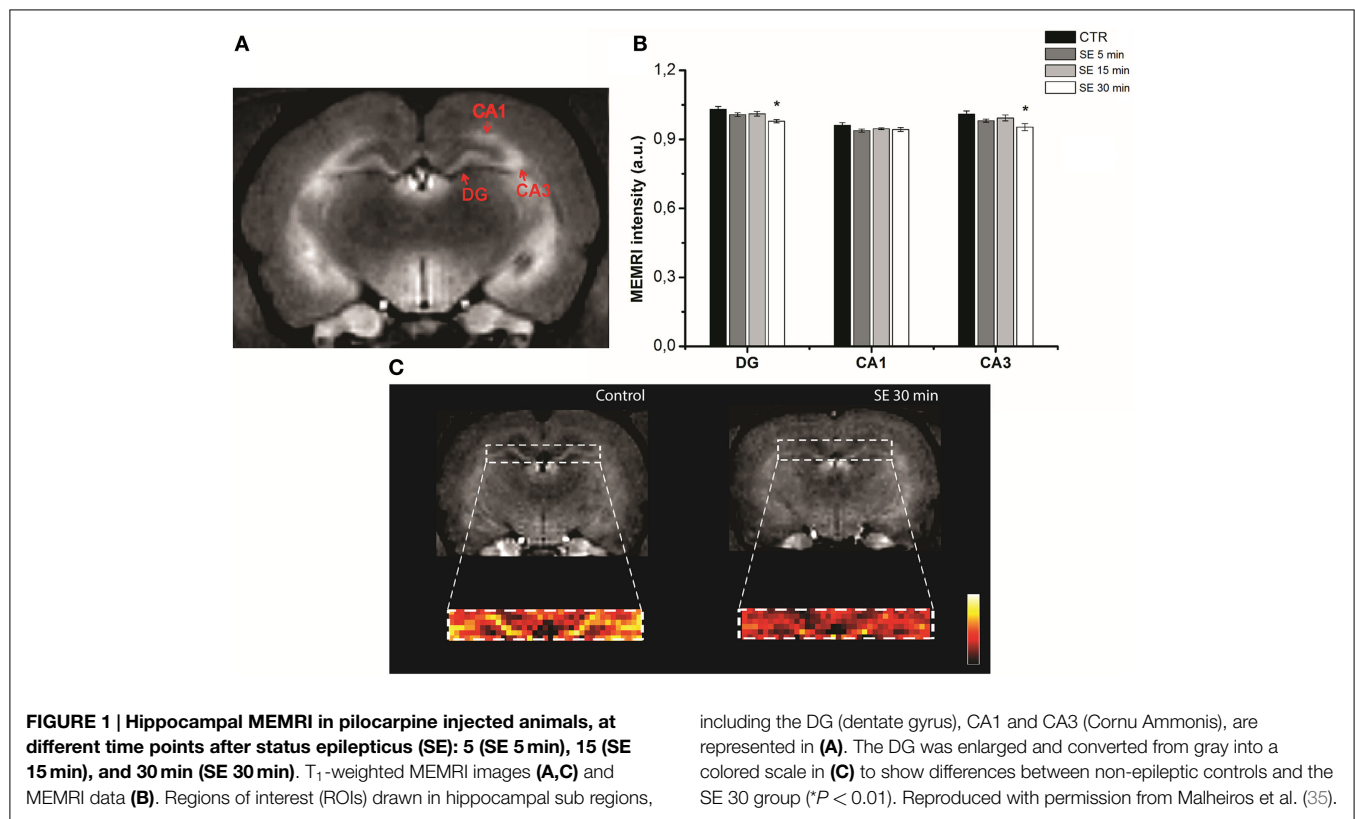 A
CA1
DG
CA3
B
CTR
SE 5 min
SE 15 min
SE 30 min
MEMRI intensity (a.u.)
1,2
0,9
0,6
0,3
0,0
*
*
DG
CA1
CA3
C
Control
SE 30 min
FIGURE 1 | Hippocampal MEMRI in pilocarpine injected animals, at
different time points after status epilepticus (SE): 5 (SE 5 min), 15 (SE
15 min), and 30 min (SE 30 min). T₁-weighted MEMRI images (A,C) and
MEMRI data (B). Regions of interest (ROIs) drawn in hippocampal sub regions,
including the DG (dentate gyrus), CA1 and CA3 (Cornu Ammonis), are
represented in (A). The DG was enlarged and converted from gray into a
colored scale in (C) to show differences between non-epileptic controls and the
SE 30 group (*P < 0.01). Reproduced with permission from Malheiros et al. (35).